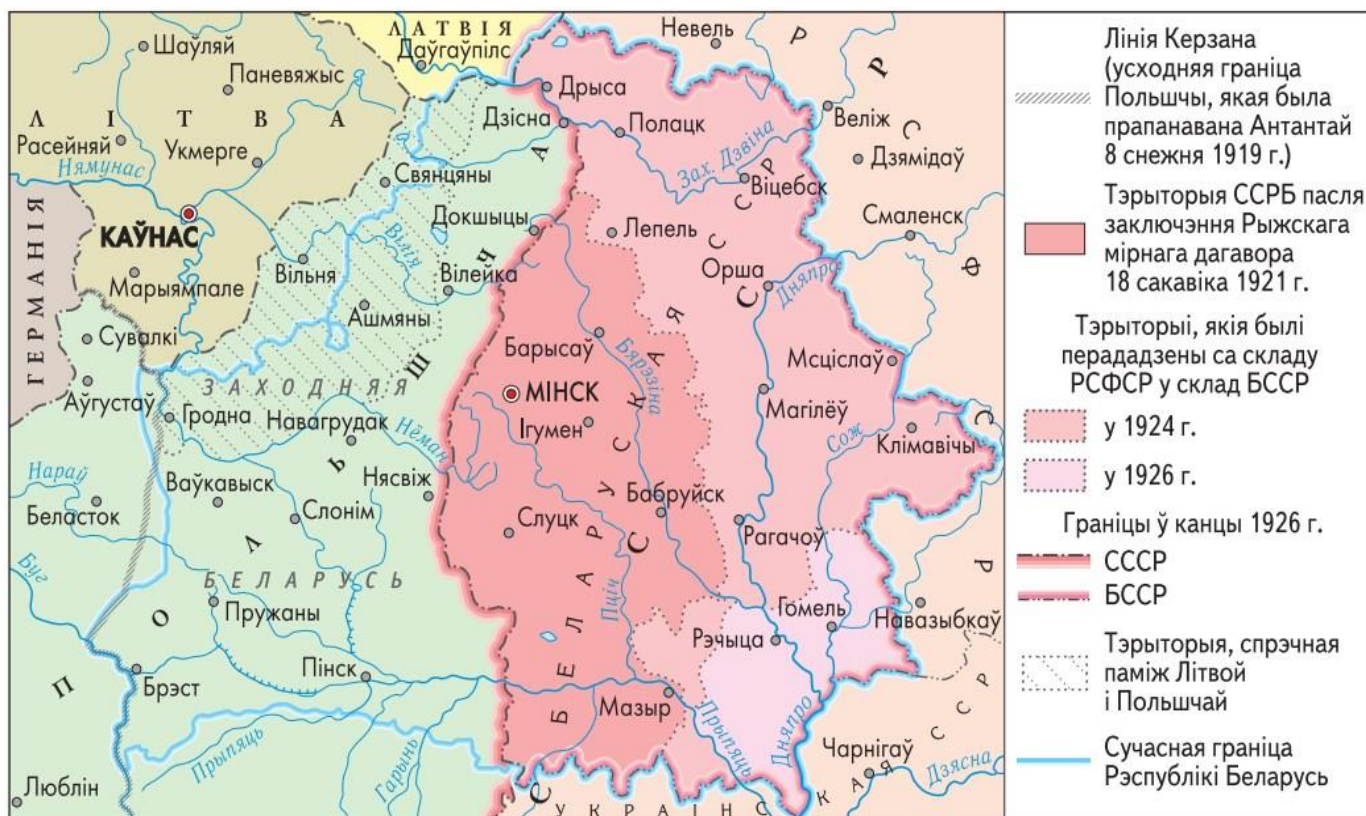 ЛАТВІЯ
Шаўляй
Паневяжыс
Даўгаўпілс
Невель
ЛІТВА
Расейняй
Укмерге
Нямунас
Дрыса
Дзісна
Полацк
Зах. Дзвіна
Веліж
Дзямідаў
Свянцяны
Віцебск
ГЕРМАНІЯ
КАЎНАС
Докшыцы
Лепель
Смаленск
Марыямпале
Вільня
Вілія
Вілейка
Орша
Дняпро
Ашмяны
Сувалкі
Барысаў
Бярэзіна
Мсціслаў
ЗАХОДНЯЯ
Аўгустаў
Гродна
Навагрудак
Нёман
МІНСК
Ігумен
Магілёў
Сож
Клімавічы
Нараў
Беласток
Ваўкавыск
Слонім
Нясвіж
Слуцк
Бабруйск
Рагачоў
Буг
БЕЛАРУСЬ
Пружаны
Пціч
Гомель
Навазыбкаў
Рэчыца
Брэст
Пінск
Мазыр
Прыпяць
Гарынь
Прыпяць
Дняпро
Чарнігаў
Дзясна
Люблін
ПОЛЬШЧА
БЕЛАРУСКАЯ ССР
РСФСР
СССР
УКРАІНСКАЯ ССР
Лінія Керзана
(усходняя граніца
Польшчы, якая была
прапанавана Антантай
8 снежня 1919 г.)
Тэрыторыя ССРБ пасля
заключэння Рыжскага
мірнага дагавора
18 сакавіка 1921 г.
Тэрыторыі, якія былі
перададзены са складу
РСФСР у склад БССР
у 1924 г.
у 1926 г.
Граніцы ў канцы 1926 г.
СССР
БССР
Тэрыторыя, спрэчная
паміж Літвой
і Польшчай
Сучасная граніца
Рэспублікі Беларусь